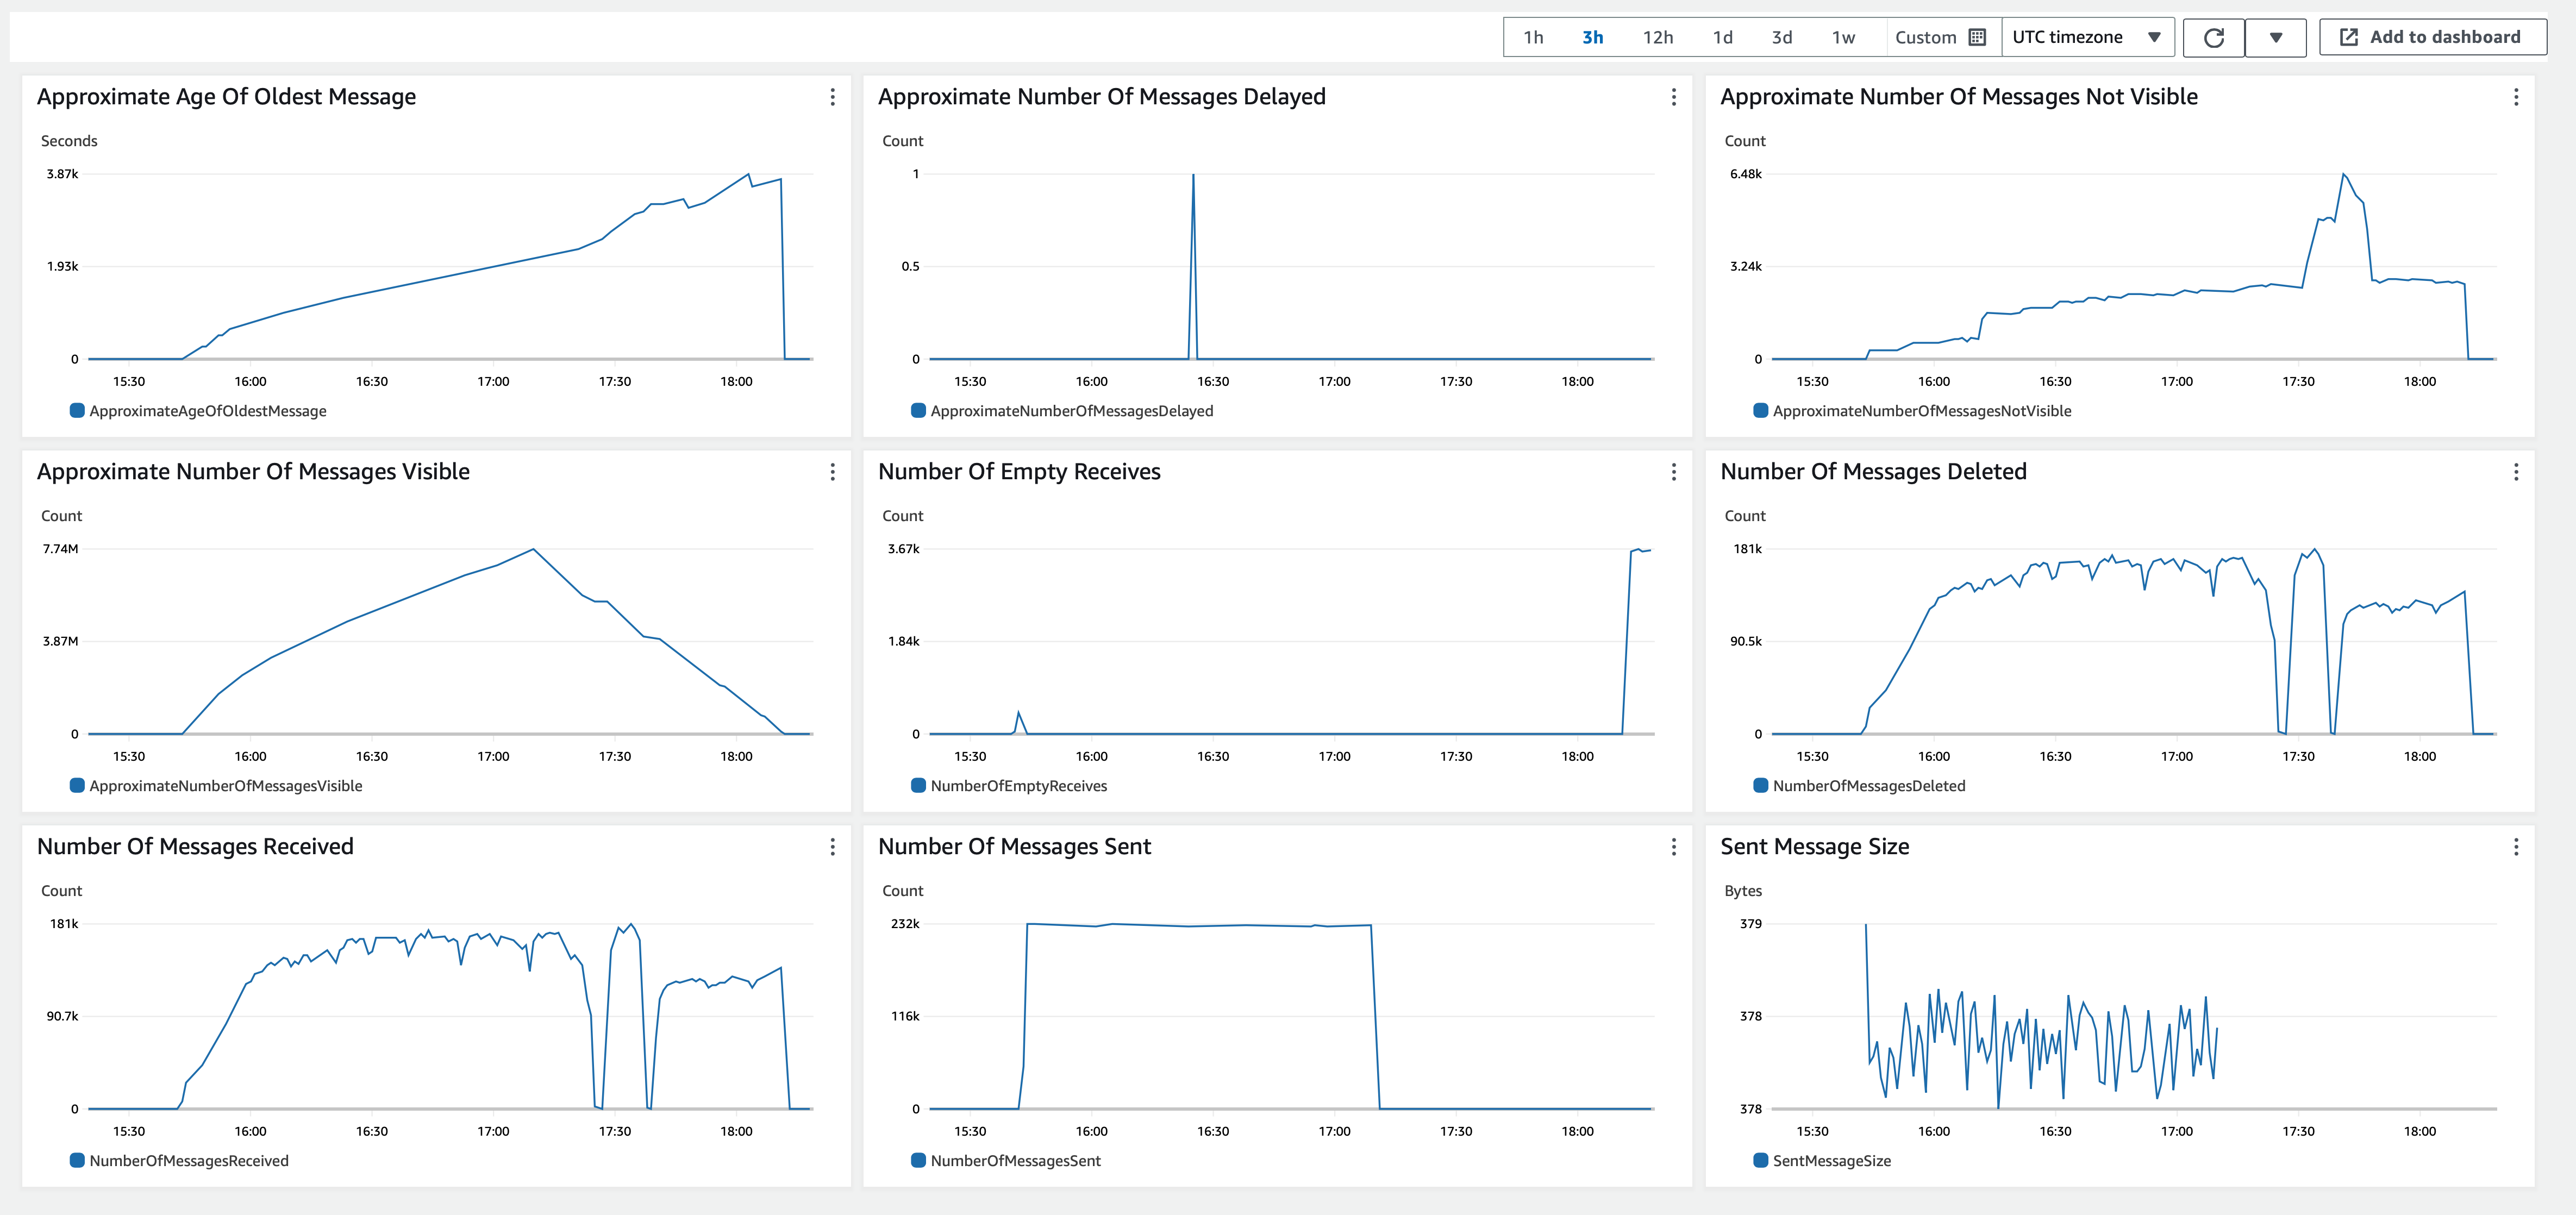 1h 3h 12h 1d 3d 1w Custom UTC timezone Add to dashboard
Approximate Age Of Oldest Message
Seconds
3.87k
1.93k
0
15:30 16:00 16:30 17:00 17:30 18:00
ApproximateAgeOfOldestMessage
Approximate Number Of Messages Delayed
Count
1
0.5
0
15:30 16:00 16:30 17:00 17:30 18:00
ApproximateNumberOfMessagesDelayed
Approximate Number Of Messages Not Visible
Count
6.48k
3.24k
0
15:30 16:00 16:30 17:00 17:30 18:00
ApproximateNumberOfMessagesNotVisible
Approximate Number Of Messages Visible
Count
7.74M
3.87M
0
15:30 16:00 16:30 17:00 17:30 18:00
ApproximateNumberOfMessagesVisible
Number Of Empty Receives
Count
3.67k
1.84k
0
15:30 16:00 16:30 17:00 17:30 18:00
NumberOfEmptyReceives
Number Of Messages Deleted
Count
181k
90.5k
0
15:30 16:00 16:30 17:00 17:30 18:00
NumberOfMessagesDeleted
Number Of Messages Received
Count
181k
90.7k
0
15:30 16:00 16:30 17:00 17:30 18:00
NumberOfMessagesReceived
Number Of Messages Sent
Count
232k
116k
0
15:30 16:00 16:30 17:00 17:30 18:00
NumberOfMessagesSent
Sent Message Size
Bytes
379
378
378
15:30 16:00 16:30 17:00 17:30 18:00
SentMessageSize